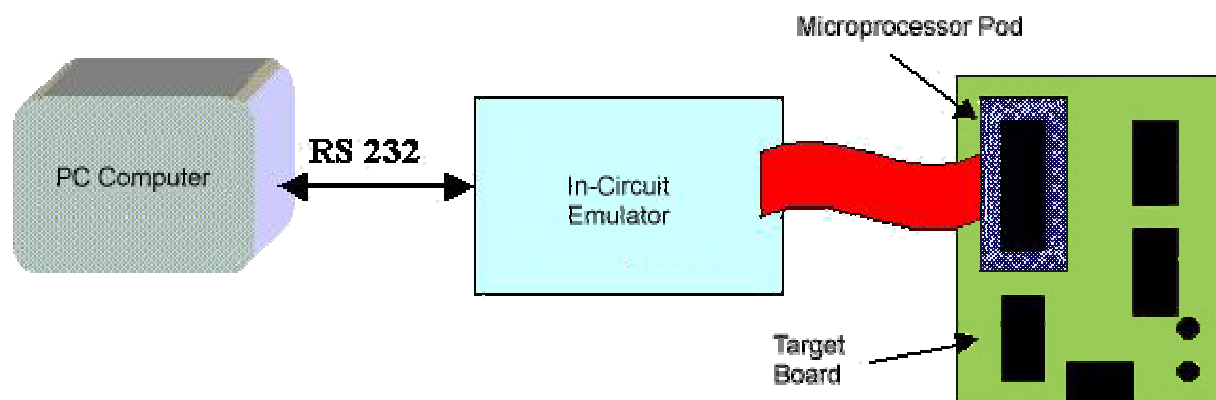 Microprocessor Pod
RS 232
PC Computer
In-Circuit
Emulator
Target
Board